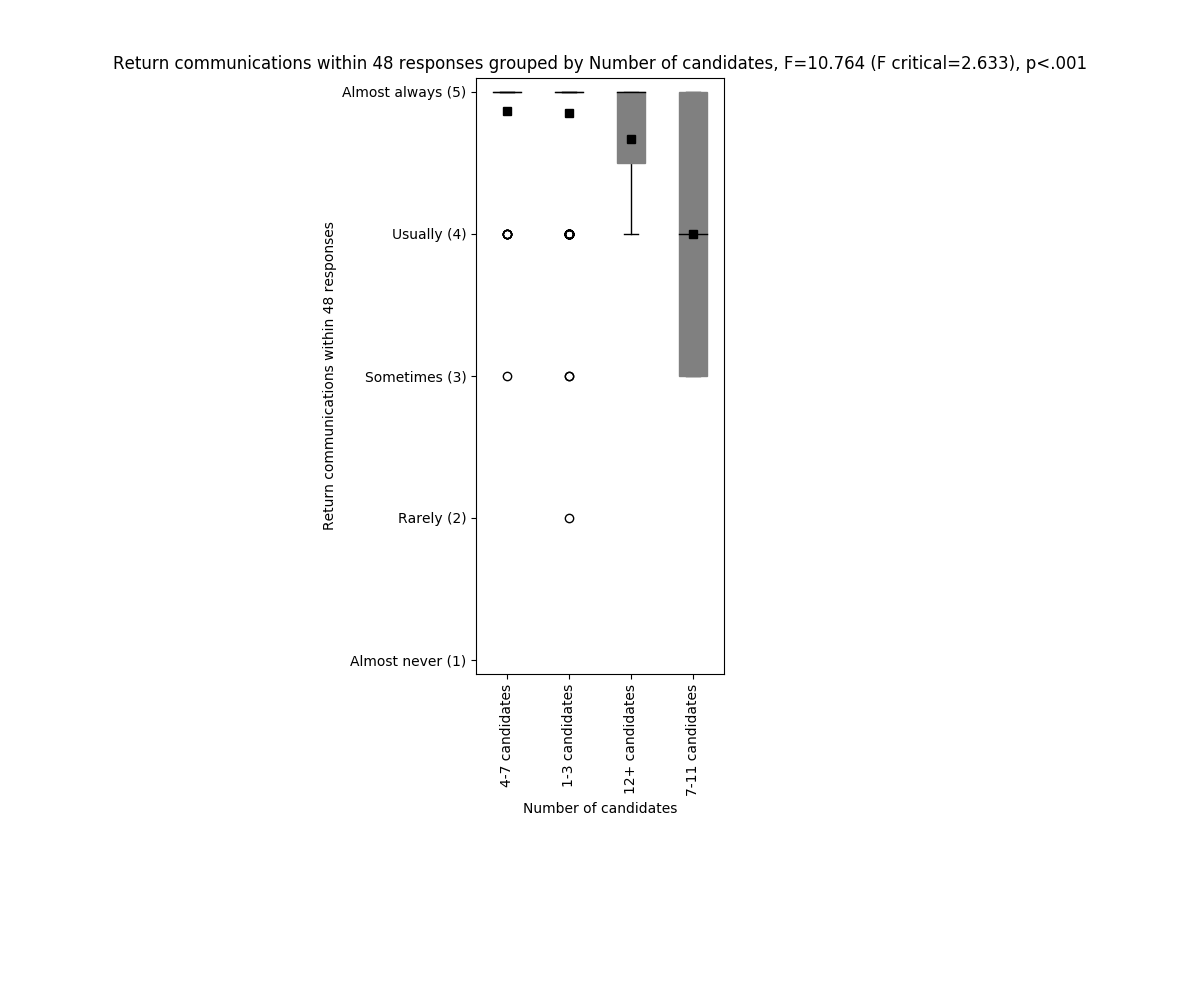 Return communications within 48 responses grouped by Number of candidates, F=10.764 (F critical=2.633), p<.001
Return communications within 48 responses
Almost always (5)
Usually (4)
Sometimes (3)
Rarely (2)
Almost never (1)
4-7 candidates
1-3 candidates
12+ candidates
7-11 candidates
Number of candidates